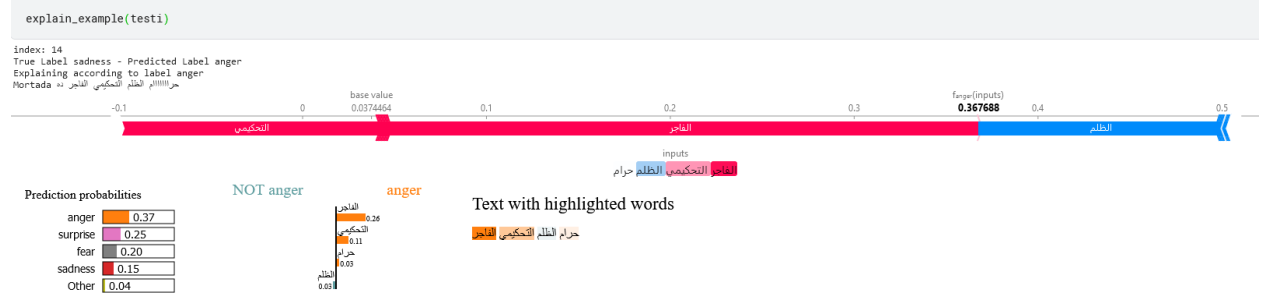 explain_example(testi)
index: 14
True Label sadness - Predicted Label anger
Explaining according to label anger
Mortada حرااااااام الظلم التحكيمي الفاجر ده
base value
fanger(inputs)
-0.1 0 0.0374464 0.1 0.2 0.3 0.367688 0.4 0.5
التحكيمي الفاجر الظلم
inputs
حرام الظلم التحكيمي الفاجر
Prediction probabilities
anger 0.37
surprise 0.25
fear 0.20
sadness 0.15
Other 0.04
NOT anger anger
الفاجر
0.26
التحكيمي
0.11
حرام
0.03
الظلم
0.03
Text with highlighted words
حرام الظلم التحكيمي الفاجر